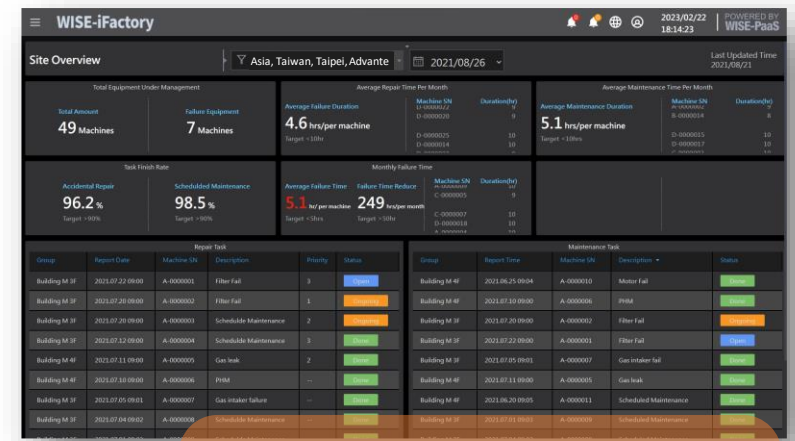 ≡ WISE-iFactory
2023/02/22
18:14:23
POWERED BY
WISE-PaaS
Site Overview
Asia, Taiwan, Taipei,Advante
2021/08/26
Last Updated Time
2021/08/21
Total Equipment Under Management
Total Amount
49 Machines
Failure Equipment
7 Machines
Average Repair Time Per Month
Average Failure Duration
4.6 hrs/per machine
Target <10hr
Machine SN Duration(hr)
D-0000022 9
D-0000020 9
D-0000025 10
D-0000014 10
Average Maintenance Time Per Month
Average Maintenance Duration
5.1 hrs/per machine
Target <10hrs
Machine SN Duration(hr)
A-0000002 8
B-0000014 8
D-0000015 10
D-0000017 10
Task Finish Rate
Accidental Repair
96.2 %
Target >90%
Schedulded Maintenance
98.5 %
Target >90%
Monthly Failure Time
Average Failure Time
5.1 hr/ per machine
Target <5hrs
Failure Time Reduce
249 hrs/per month
Target >50hr
Machine SN Duration(hr)
C-0000005 9
C-0000007 10
D-0000018 10
Repair Task
Group Report Date Machine SN Description Priority Status
Building M 3F 2021.07.22 09:00 A-0000001 Filter Fail 3 Open
Building M 3F 2021.07.20 09:00 A-0000002 Filter Fail 1 Ongoing
Building M 3F 2021.07.20 09:00 A-0000003 Schedulde Maintenance 2 Ongoing
Building M 3F 2021.07.12 09:00 A-0000004 Schedulde Maintenance 3 Done
Building M 4F 2021.07.11 09:00 A-0000005 Gas leak 2 Done
Building M 4F 2021.07.10 09:00 A-0000006 PHM -- Done
Building M 3F 2021.07.05 09:01 A-0000007 Gas intaker failure -- Done
Building M 3F 2021.07.04 09:02 A-0000008 Schedulde Maintenance
Maintenance Task
Group Report Time Machine SN Description Status
Building M 4F 2021.06.25 09:04 A-0000010 Motor Fail Done
Building M 4F 2021.07.10 09:00 A-0000006 PHM Done
Building M 3F 2021.07.20 09:00 A-0000002 Filter Fail Ongoing
Building M 3F 2021.07.22 09:00 A-0000001 Filter Fail Open
Building M 3F 2021.07.05 09:01 A-0000007 Gas intaker fail Done
Building M 4F 2021.07.11 09:00 A-0000005 Gas leak Done
Building M 4F 2021.06.20 09:05 A-0000011 Scheduled Maintenance Done
Building M 3F 2021.07.01 09:03 A-0000009 Scheduled Maintenance Done